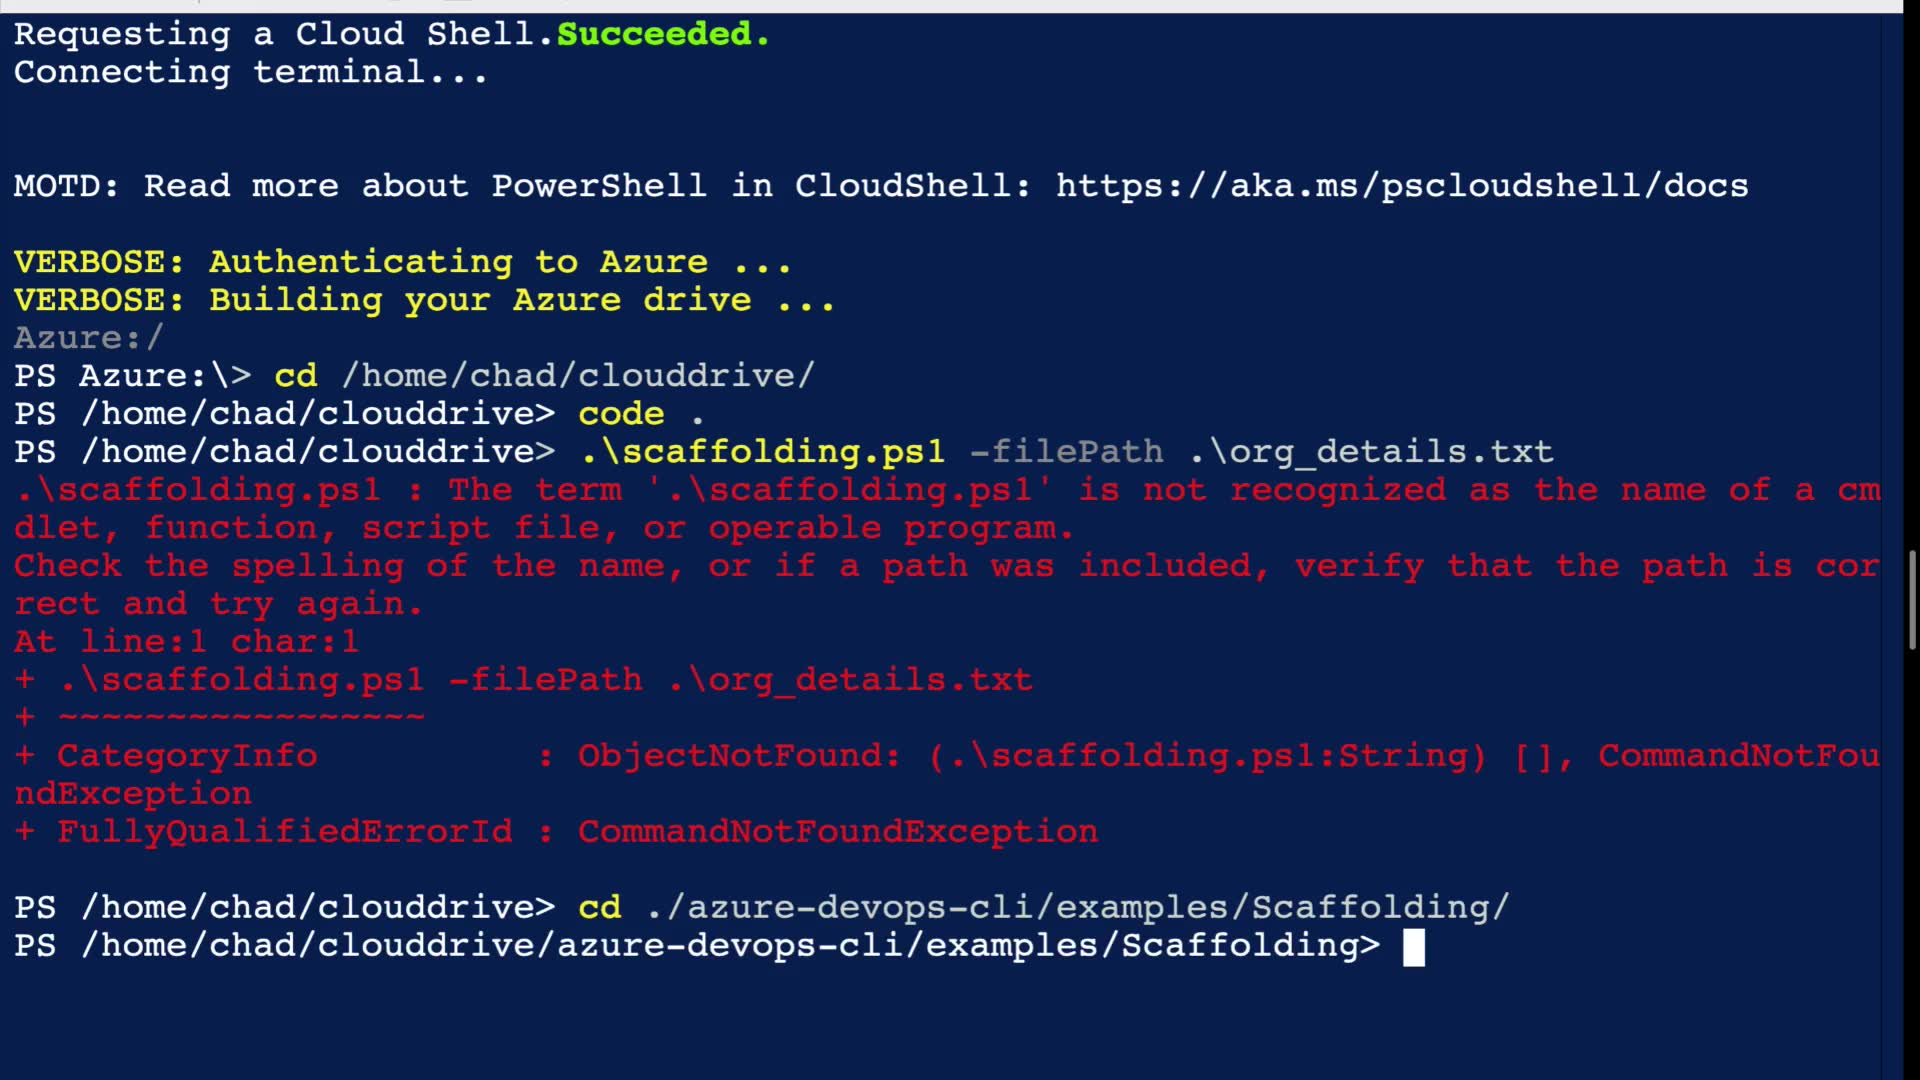 Requesting a Cloud Shell.Succeeded.
Connecting terminal...
MOTD: Read more about PowerShell in CloudShell: https://aka.ms/pscloudshell/docs
VERBOSE: Authenticating to Azure ...
VERBOSE: Building your Azure drive ...
Azure:/
PS Azure:\> cd /home/chad/clouddrive/
PS /home/chad/clouddrive> code .
PS /home/chad/clouddrive> .\scaffolding.ps1 -filePath .\org_details.txt
.\scaffolding.ps1 : The term '.\scaffolding.ps1' is not recognized as the name of a cm
dlet, function, script file, or operable program.
Check the spelling of the name, or if a path was included, verify that the path is cor
rect and try again.
At line:1 char:1
+ .\scaffolding.ps1 -filePath .\org_details.txt
+ ~~~~~~~~~~~~~~~~~
+ CategoryInfo          : ObjectNotFound: (.\scaffolding.ps1:String) [], CommandNotFou
ndException
+ FullyQualifiedErrorId : CommandNotFoundException
PS /home/chad/clouddrive> cd ./azure-devops-cli/examples/Scaffolding/
PS /home/chad/clouddrive/azure-devops-cli/examples/Scaffolding>